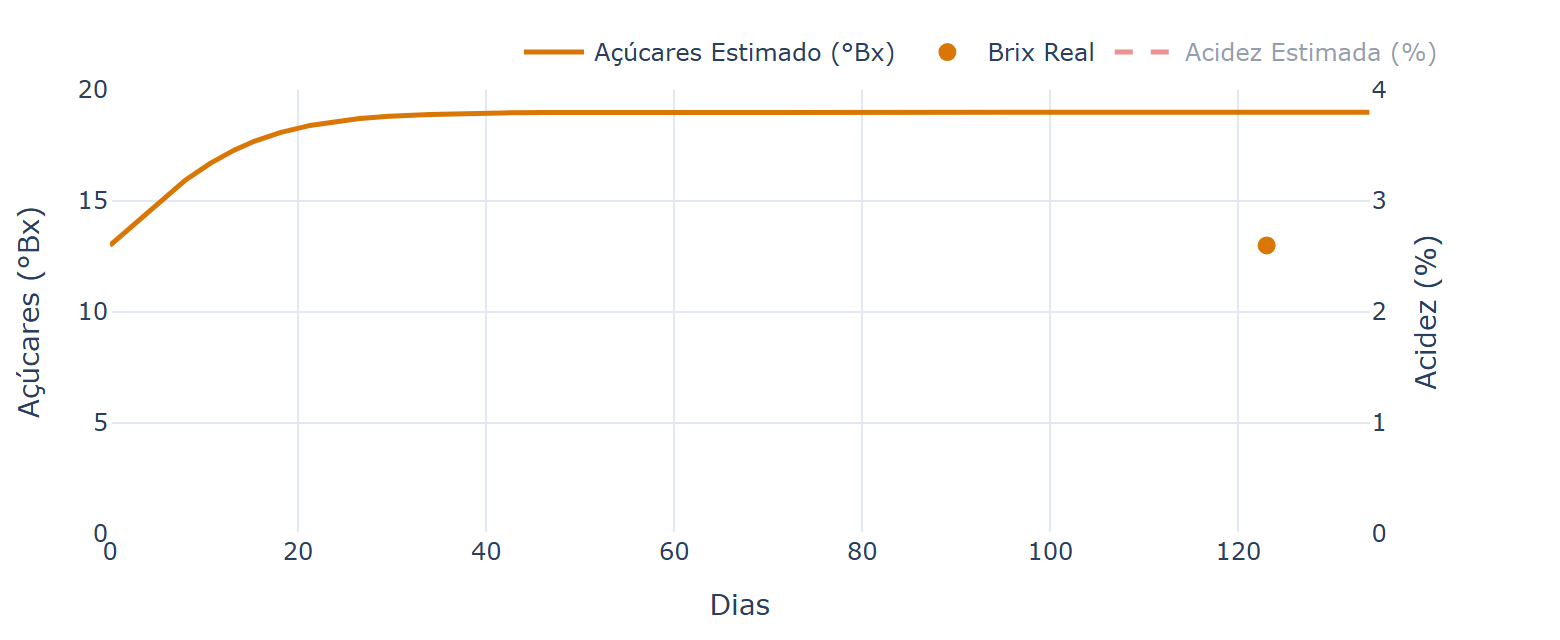 Açúcares Estimado (°Bx) Brix Real Acidez Estimada (%)
20 4
15 3
10 2
5 1
0 0
0 20 40 60 80 100 120
Açúcares (°Bx)
Acidez (%)
Dias